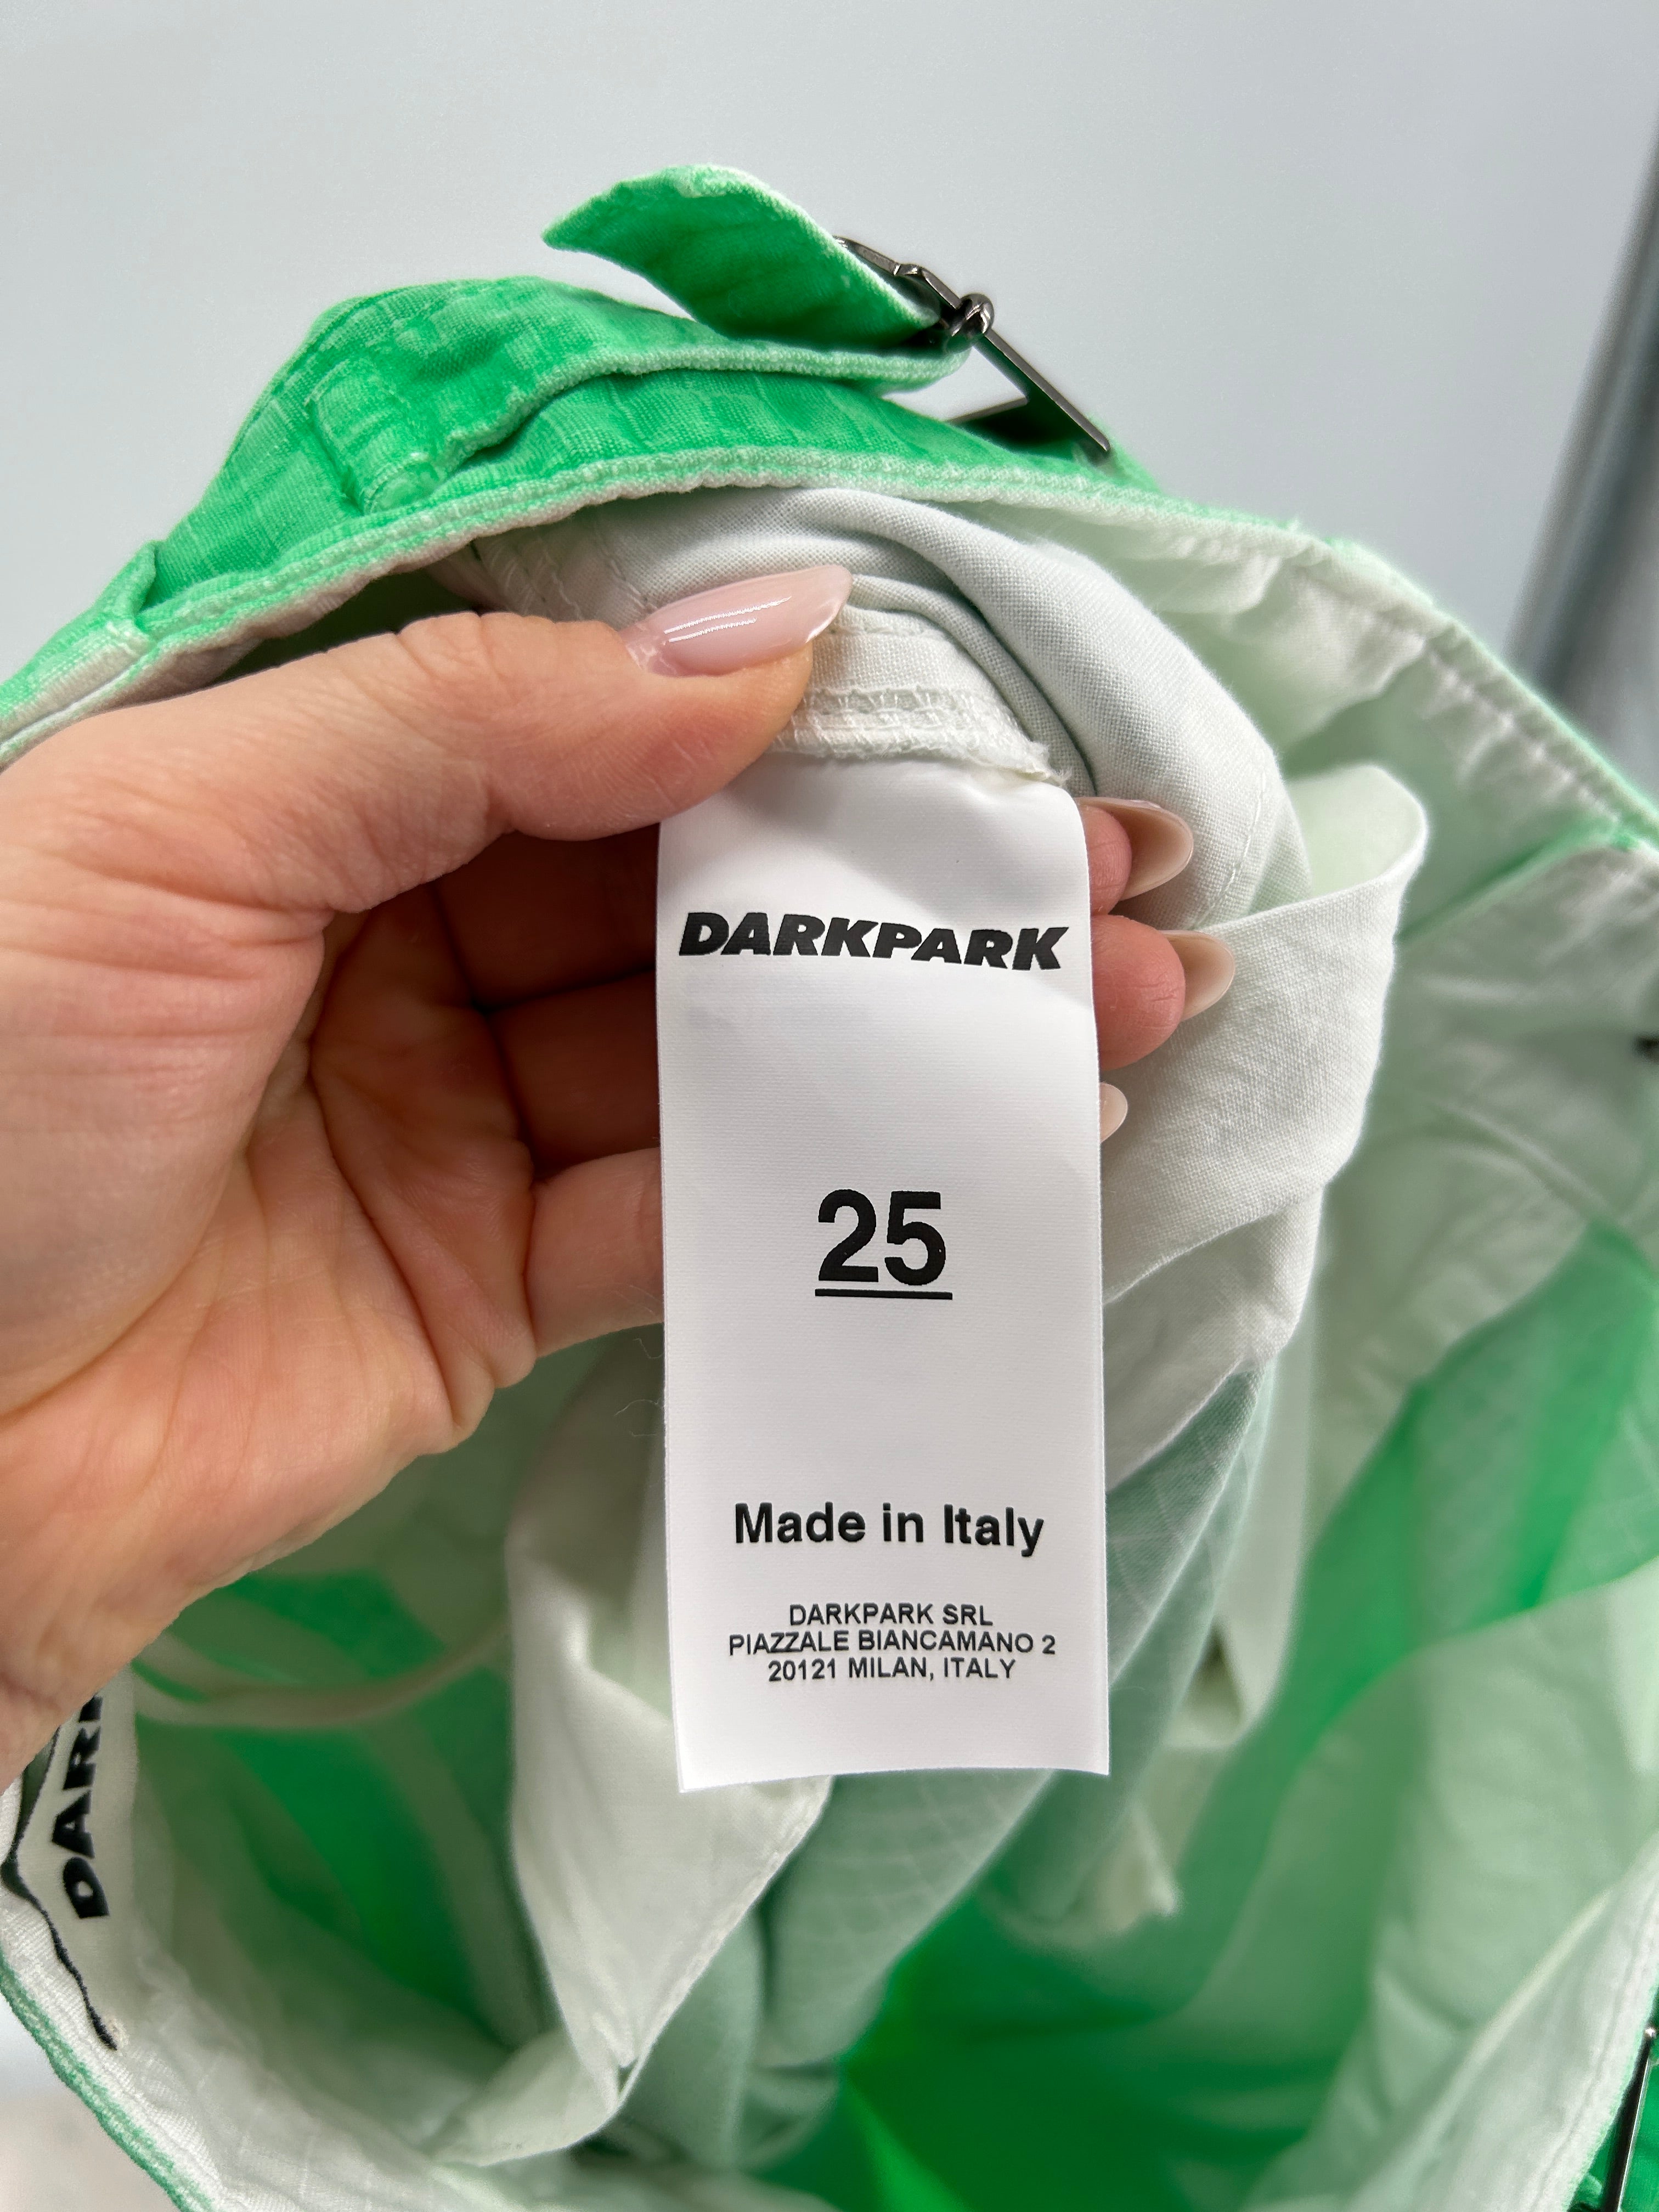 DARKPARK
25
Made in Italy
DARKPARK SRL
PIAZZALE BIANCAMANO 2
20121 MILAN, ITALY